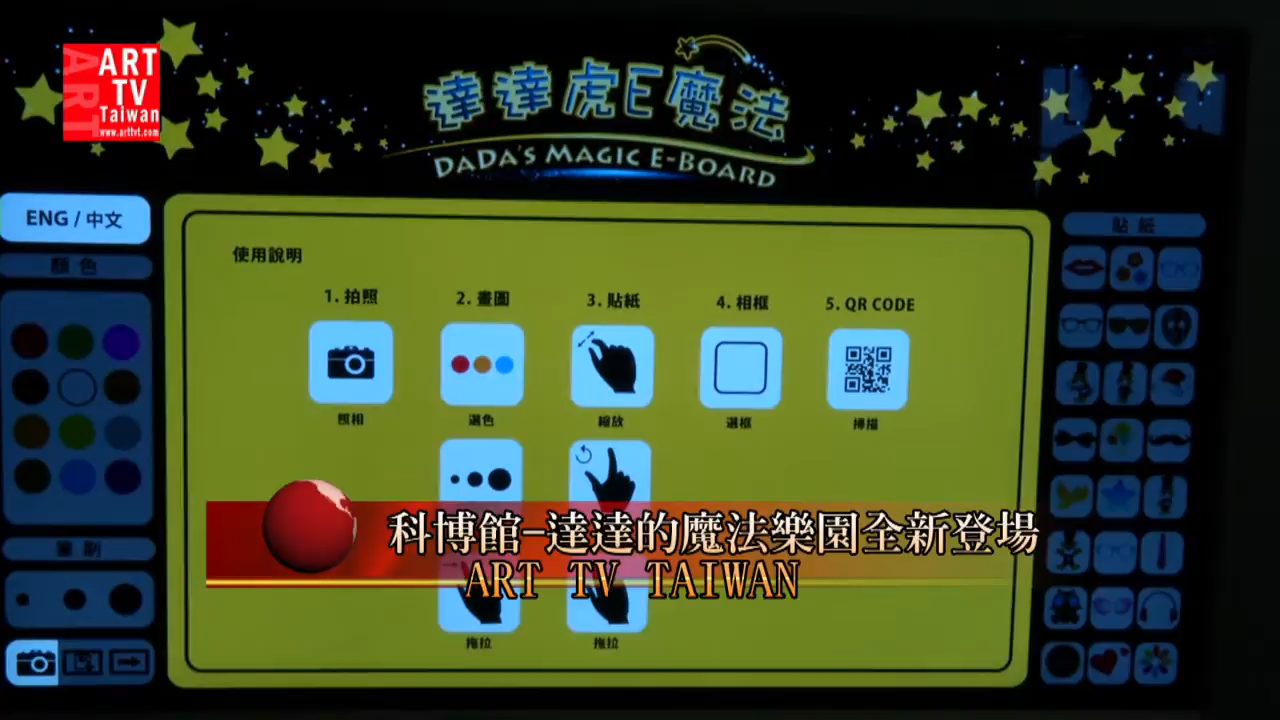 ART
TV
Taiwan
www.arttvt.com
達達虎E魔法
DADA'S MAGIC E-BOARD
ENG / 中文
顏色
筆刷
使用說明
1. 拍照
2. 畫圖
3. 貼紙
4. 相框
5. QR CODE
照相
選色
縮放
選框
掃描
拖拉
拖拉
貼紙
科博館-達達的魔法樂園全新登場
ART TV TAIWAN